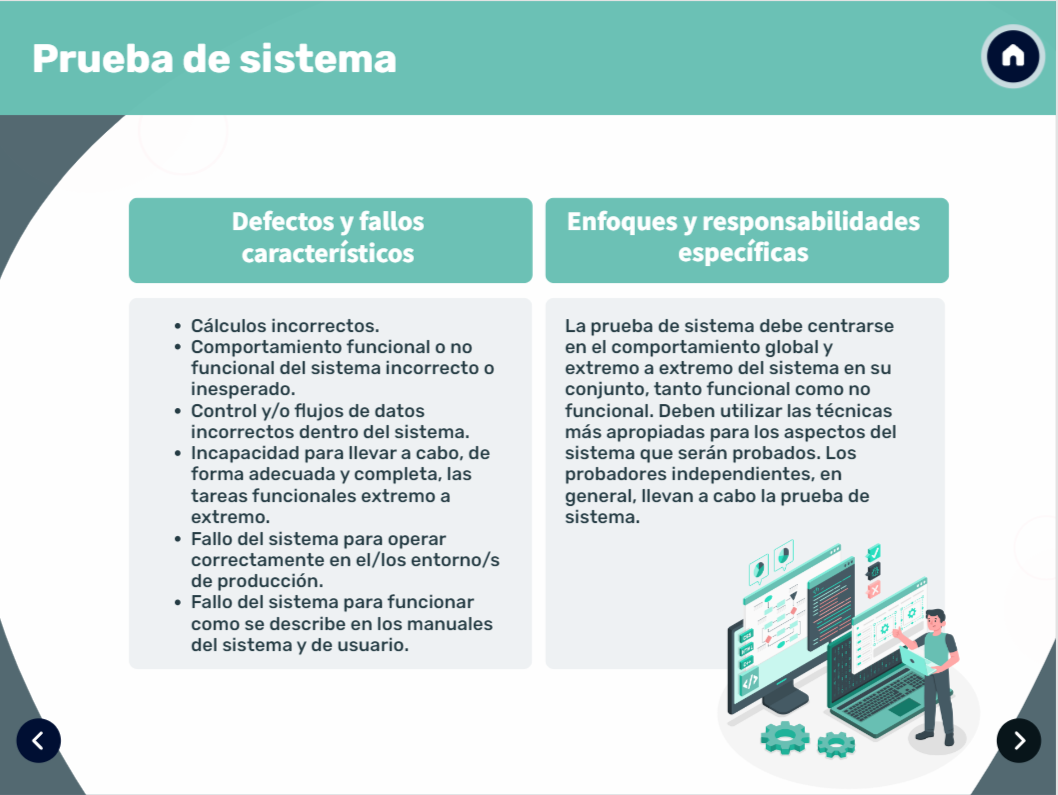 Prueba de sistema
Defectos y fallos
característicos
Enfoques y responsabilidades
específicas
• Cálculos incorrectos.
• Comportamiento funcional o no
funcional del sistema incorrecto o
inesperado.
• Control y/o flujos de datos
incorrectos dentro del sistema.
• Incapacidad para llevar a cabo, de
forma adecuada y completa, las
tareas funcionales extremo a
extremo.
• Fallo del sistema para operar
correctamente en el/los entorno/s
de producción.
• Fallo del sistema para funcionar
como se describe en los manuales
del sistema y de usuario.
La prueba de sistema debe centrarse
en el comportamiento global y
extremo a extremo del sistema en su
conjunto, tanto funcional como no
funcional. Deben utilizar las técnicas
más apropiadas para los aspectos del
sistema que serán probados. Los
probadores independientes, en
general, llevan a cabo la prueba de
sistema.